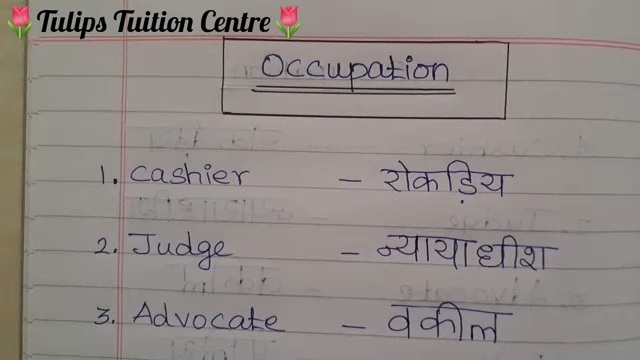 🌷Tulips Tuition Centre🌷
Occupation
1. Cashier - रोकड़िय
2. Judge - न्यायाधीश
3. Advocate - वकील